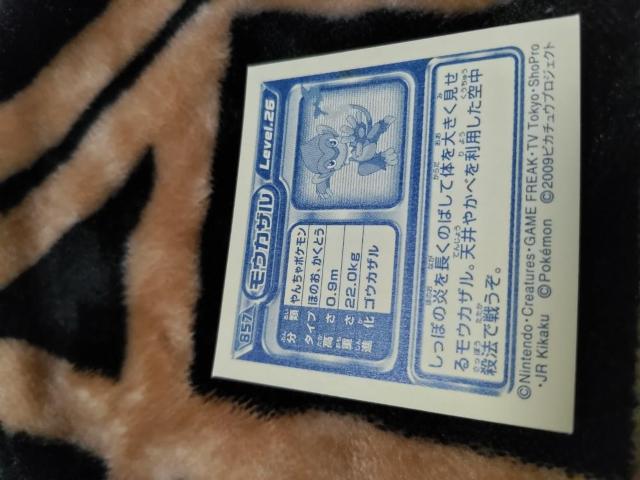 857 モウカザル Level.26
分類 やんちゃポケモン
タイプ ほのお、かくとう
高さ 0.9m
重さ 22.0kg
進化 ゴウカザル
しっぽの炎を長くのばして体を大きく見せ
るモウカザル。天井やかべを利用した空中
殺法で戦うぞ。
©Nintendo・Creatures・GAME FREAK・TV Tokyo・ShoPro
・JR Kikaku ©Pokémon ©2009ピカチュウプロジェクト